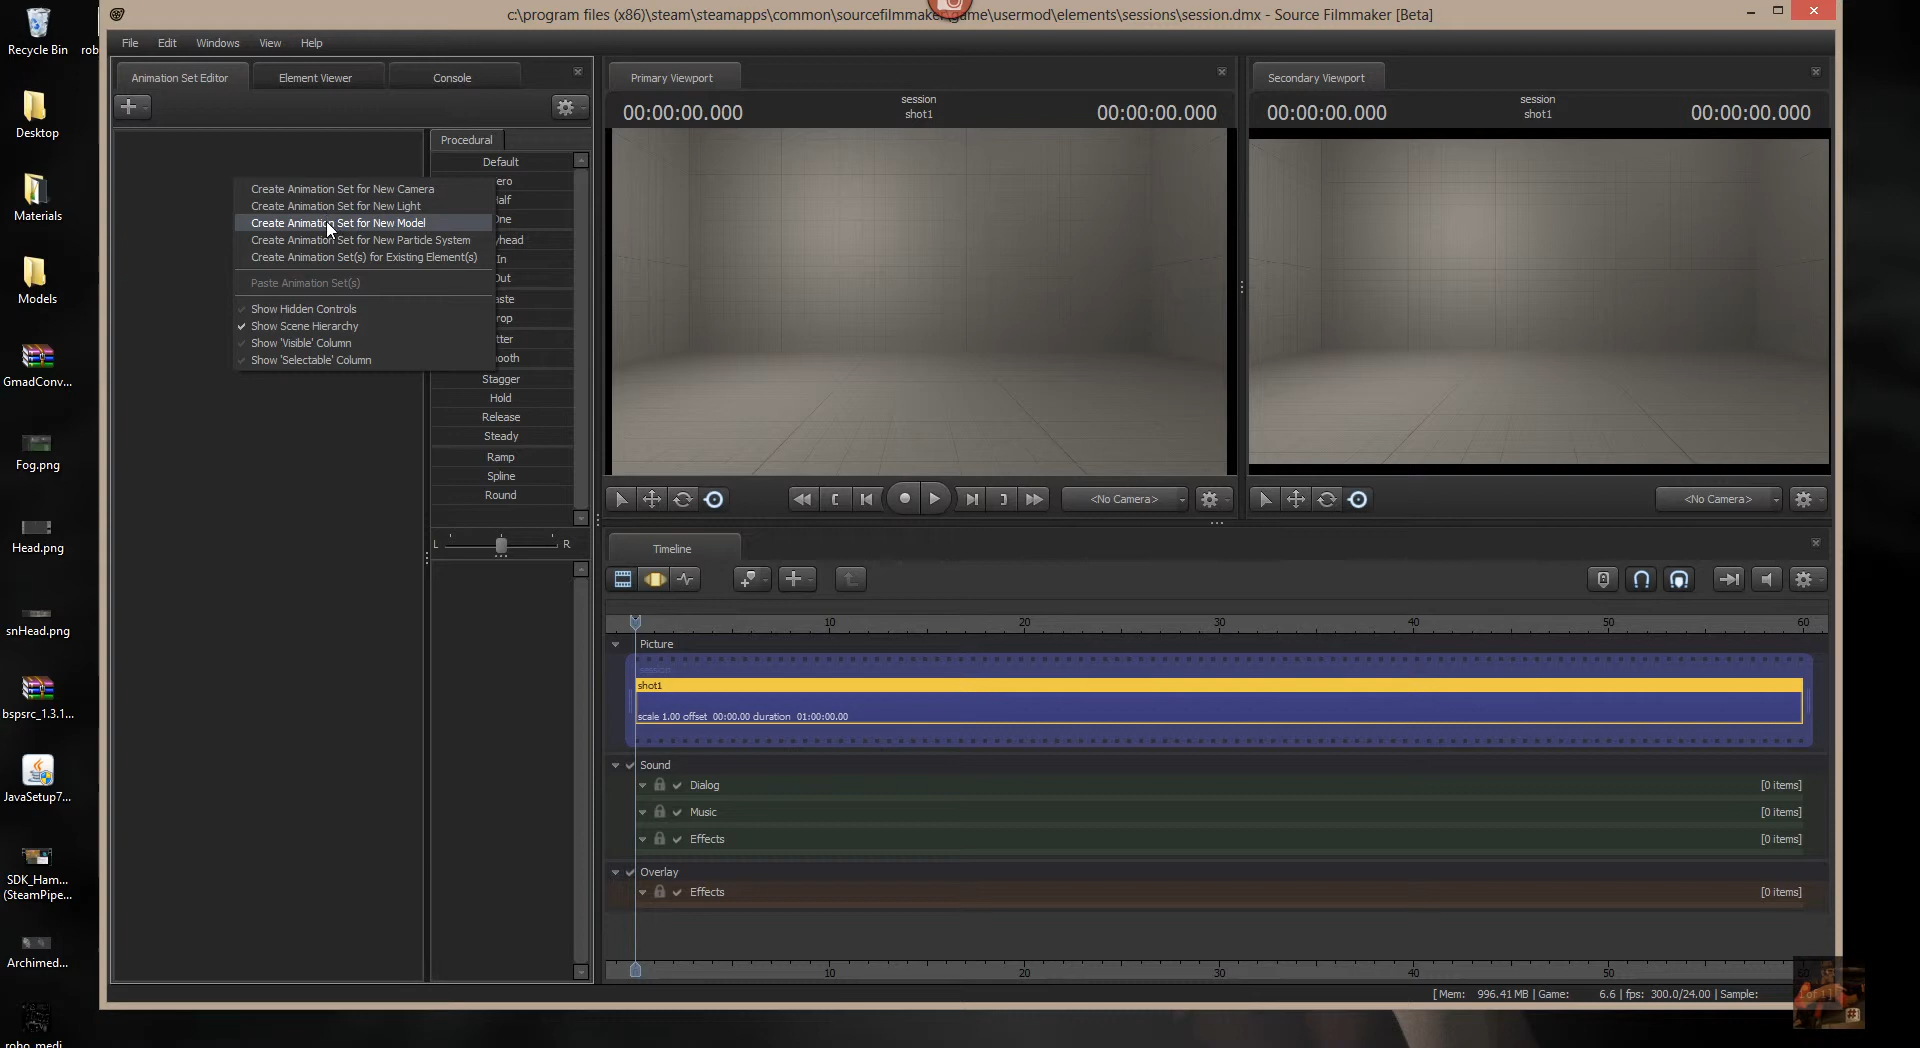 c:\program files (x86)\steam\steamapps\common\sourcefilmmaker\game\usermod\elements\sessions\session.dmx - Source Filmmaker [Beta]
File Edit Windows View Help
Animation Set Editor Element Viewer Console
Primary Viewport
Secondary Viewport
00:00:00.000
session
shot1
00:00:00.000
00:00:00.000
session
shot1
00:00:00.000
Procedural
Default
Stagger
Hold
Release
Steady
Ramp
Spline
Round
L R
Create Animation Set for New Camera
Create Animation Set for New Light
Create Animation Set for New Model
Create Animation Set for New Particle System
Create Animation Set(s) for Existing Element(s)
Paste Animation Set(s)
Show Hidden Controls
Show Scene Hierarchy
Show 'Visible' Column
Show 'Selectable' Column
<No Camera>
<No Camera>
Timeline
10 20 30 40 50 60
Picture
session
shot1
scale 1.00 offset 00:00.00 duration 01:00:00.00
Sound
Dialog [0 items]
Music [0 items]
Effects [0 items]
Overlay
Effects [0 items]
10 20 30 40 50
[ Mem: 996.41 MB | Game: 6.6 | fps: 300.0/24.00 | Sample:
Recycle Bin
rob
Desktop
Materials
Models
GmadConv...
Fog.png
Head.png
snHead.png
bspsrc_1.3.1...
JavaSetup7...
SDK_Ham...
(SteamPipe...
Archimed...
robo_medi